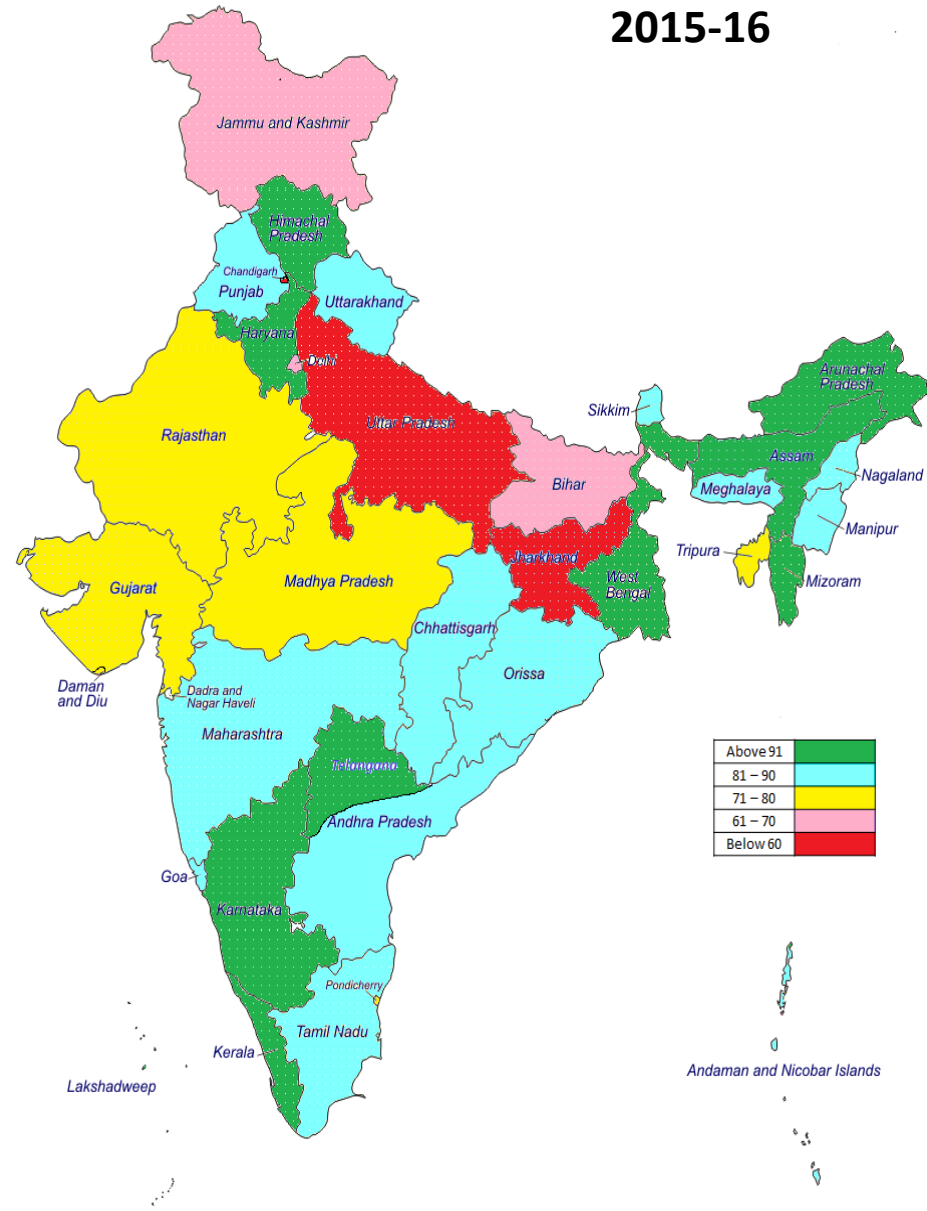 2015-16
Jammu and Kashmir
Himachal
Pradesh
Chandigarh
Punjab
Uttarakhand
Haryana
Delhi
Arunachal
Pradesh
Sikkim
Uttar Pradesh
Rajasthan
Assam
Nagaland
Bihar
Meghalaya
Manipur
Tripura
Jharkhand
Mizoram
Madhya Pradesh
Gujarat
West
Bengal
Chhattisgarh
Orissa
Daman
and Diu
Dadra and
Nagar Haveli
Maharashtra
Above 91
81 – 90
71 – 80
61 – 70
Below 60
Telangana
Andhra Pradesh
Goa
Karnataka
Pondicherry
Tamil Nadu
Kerala
Lakshadweep
Andaman and Nicobar Islands